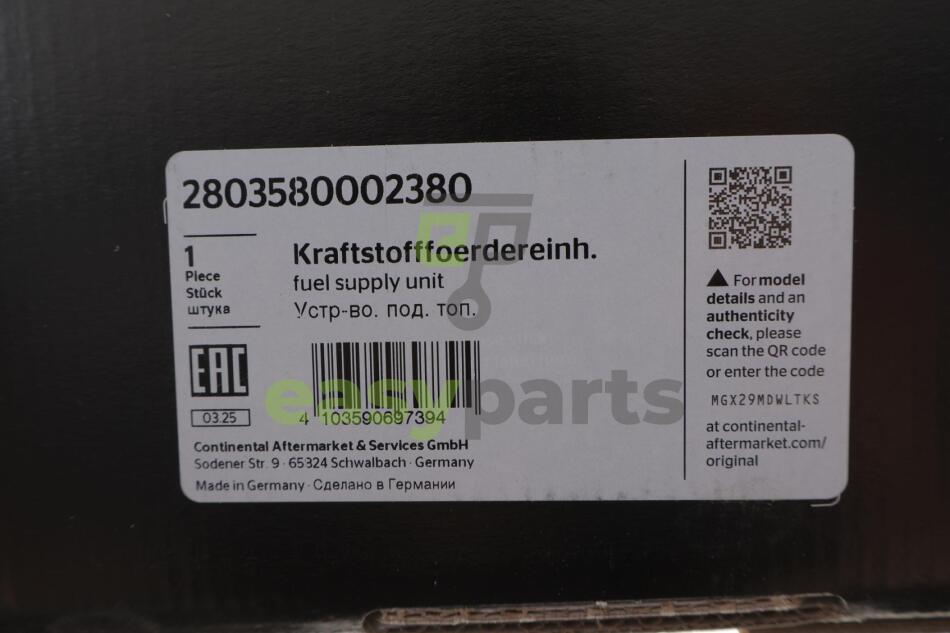 2803580002380
1
Piece
Stück
штука
Kraftstofffoerdereinh.
fuel supply unit
Устр-во. под. топ.
EAC
03.25
4 103590697394
easyparts
Continental Aftermarket & Services GmbH
Sodener Str. 9 · 65824 Schwalbach · Germany
Made in Germany · Сделано в Германии
For model
details and an
authenticity
check, please
scan the QR code
or enter the code
MGX29MDWLTKS
at continental-
aftermarket.com/
original